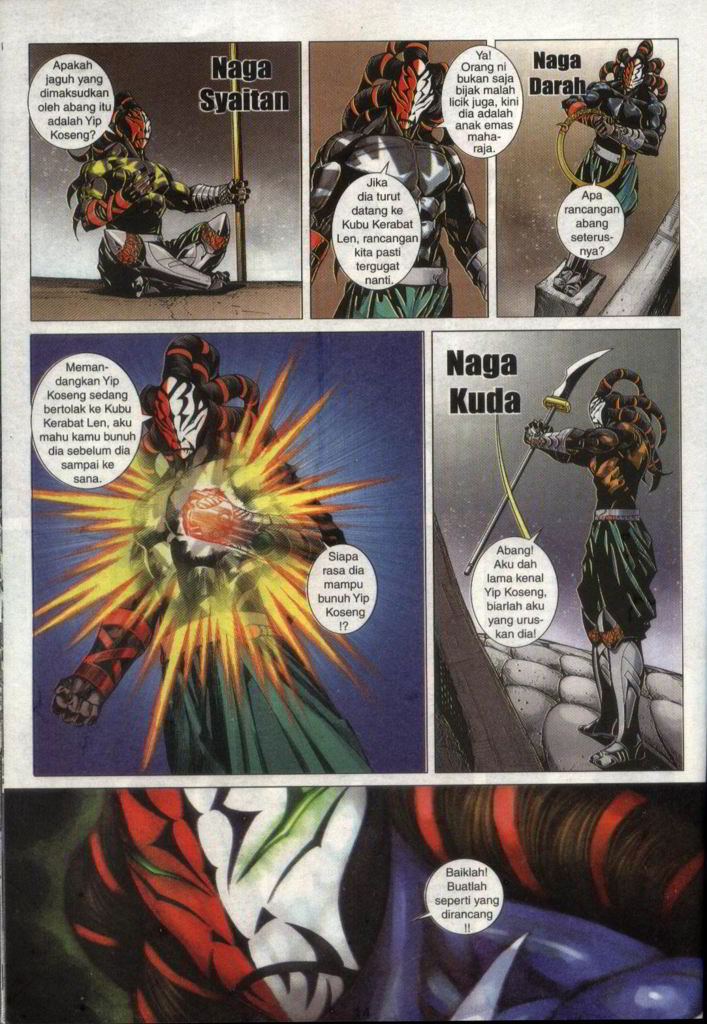 Apakah
jaguh yang
dimaksudkan
oleh abang itu
adalah Yip
Koseng?
Naga
Syaitan
Ya!
Orang ni
bukan saja
bijak malah
licik juga, kini
dia adalah
anak emas
maha-
raja.
Jika
dia turut
datang ke
Kubu Kerabat
Len, rancangan
kita pasti
tergugat
nanti.
Naga
Darah
Apa
rancangan
abang
seterus-
nya?
Meman-
dangkan Yip
Koseng sedang
bertolak ke Kubu
Kerabat Len, aku
mahu kamu bunuh
dia sebelum dia
sampai ke
sana.
Siapa
rasa dia
mampu
bunuh Yip
Koseng
!?
Naga
Kuda
Abang!
Aku dah
lama kenal
Yip Koseng,
biarlah aku
yang urus-
kan dia!
Baiklah!
Buatlah
seperti yang
dirancang
!!
14